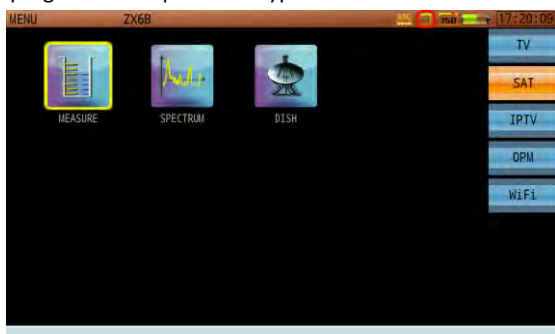 MENU ZX6B 17:20:09
TV
SAT
MEASURE SPECTRUM DISH
IPTV
OPM
WiFi